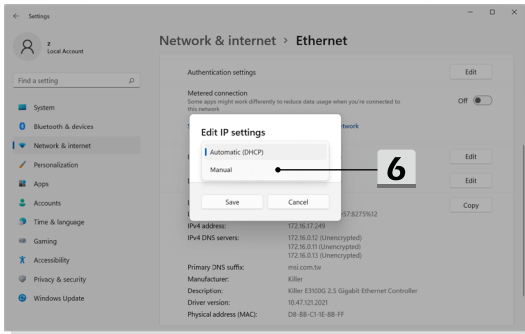 Settings
z
Local Account
Find a setting
System
Bluetooth & devices
Network & internet
Personalization
Apps
Accounts
Time & language
Gaming
Accessibility
Privacy & security
Windows Update
Network & internet > Ethernet
Authentication settings
Edit
Metered connection
Some apps might work differently to reduce data usage when you're connected to
this network
Off
Edit IP settings
Automatic (DHCP)
Manual
6
Save
Cancel
Edit
Edit
Copy
IPv4 address: 172.16.17.249
IPv4 DNS servers: 172.16.0.12 (Unencrypted)
172.16.0.11 (Unencrypted)
172.16.0.13 (Unencrypted)
Primary DNS suffix: msi.com.tw
Manufacturer: Killer
Description: Killer E3100G 2.5 Gigabit Ethernet Controller
Driver version: 10.47.121.2021
Physical address (MAC): D8-BB-C1-1E-8B-FF